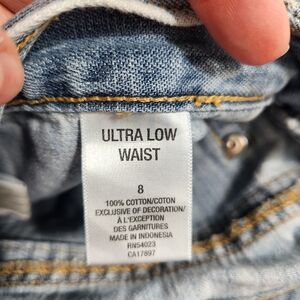 ULTRA LOW
WAIST
8
100% COTTON/COTON
EXCLUSIVE OF DECORATION/
À L'EXCEPTION
DES GARNITURES
MADE IN INDONESIA
RN54023
CA17897